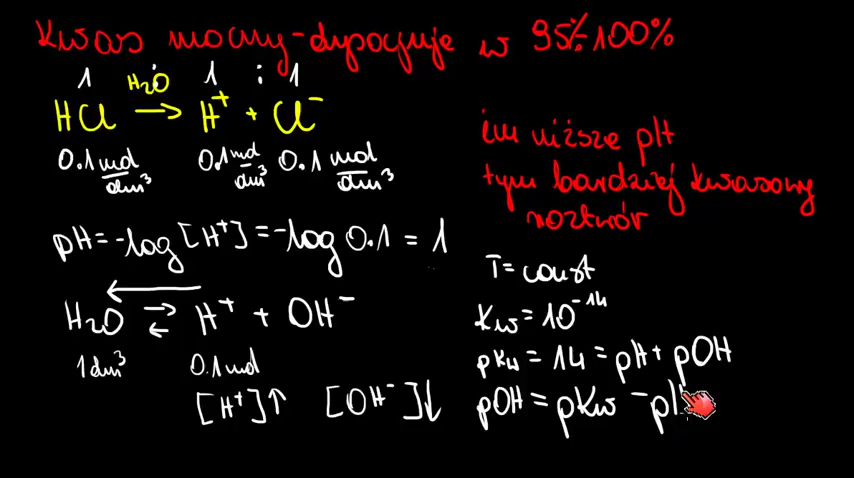 Kwas mocny - dysocjuje w 95÷100%
1 H₂O 1 : 1
HCl → H⁺ + Cl⁻
0.1 mol/dm³ 0.1 mol/dm³ 0.1 mol/dm³
pH = -log [H⁺] = -log 0.1 = 1
H₂O ⇌ H⁺ + OH⁻
1 dm³ 0.1 mol
[H⁺]↑ [OH⁻]↓
im niższe pH
tym bardziej kwasowy
roztwór
T = const
Kw = 10⁻¹⁴
pKw = 14 = pH + pOH
pOH = pKw - pH